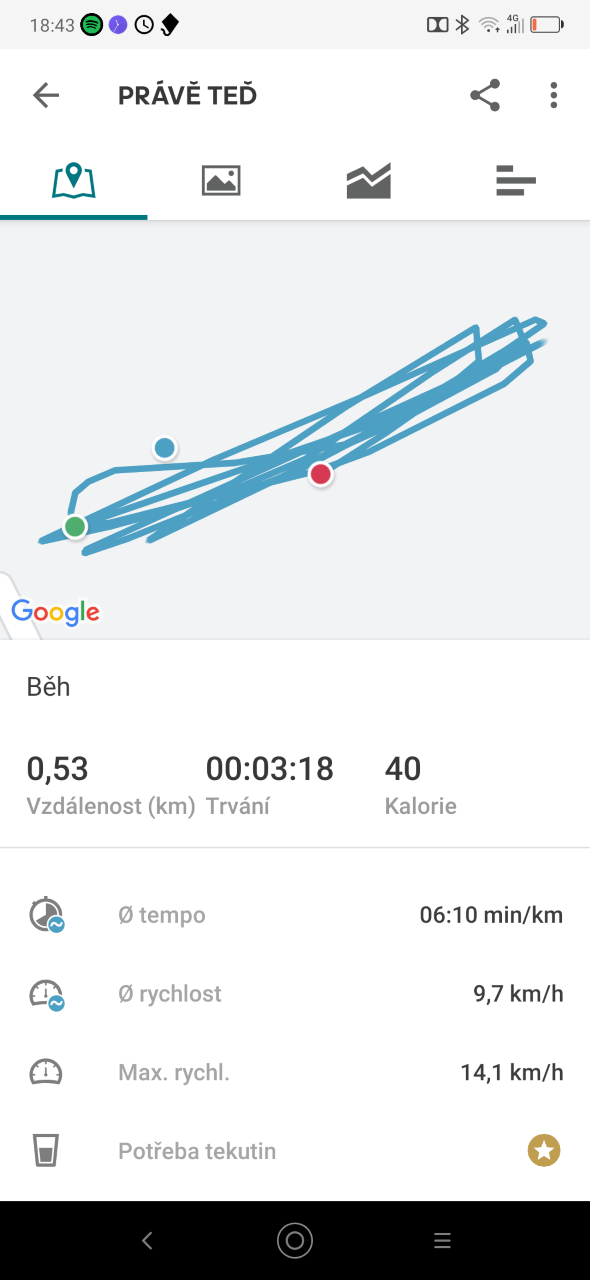 18:43
4G
PRÁVĚ TEĎ
Google
Běh
0,53 00:03:18 40
Vzdálenost (km) Trvání Kalorie
Ø tempo 06:10 min/km
Ø rychlost 9,7 km/h
Max. rychl. 14,1 km/h
Potřeba tekutin